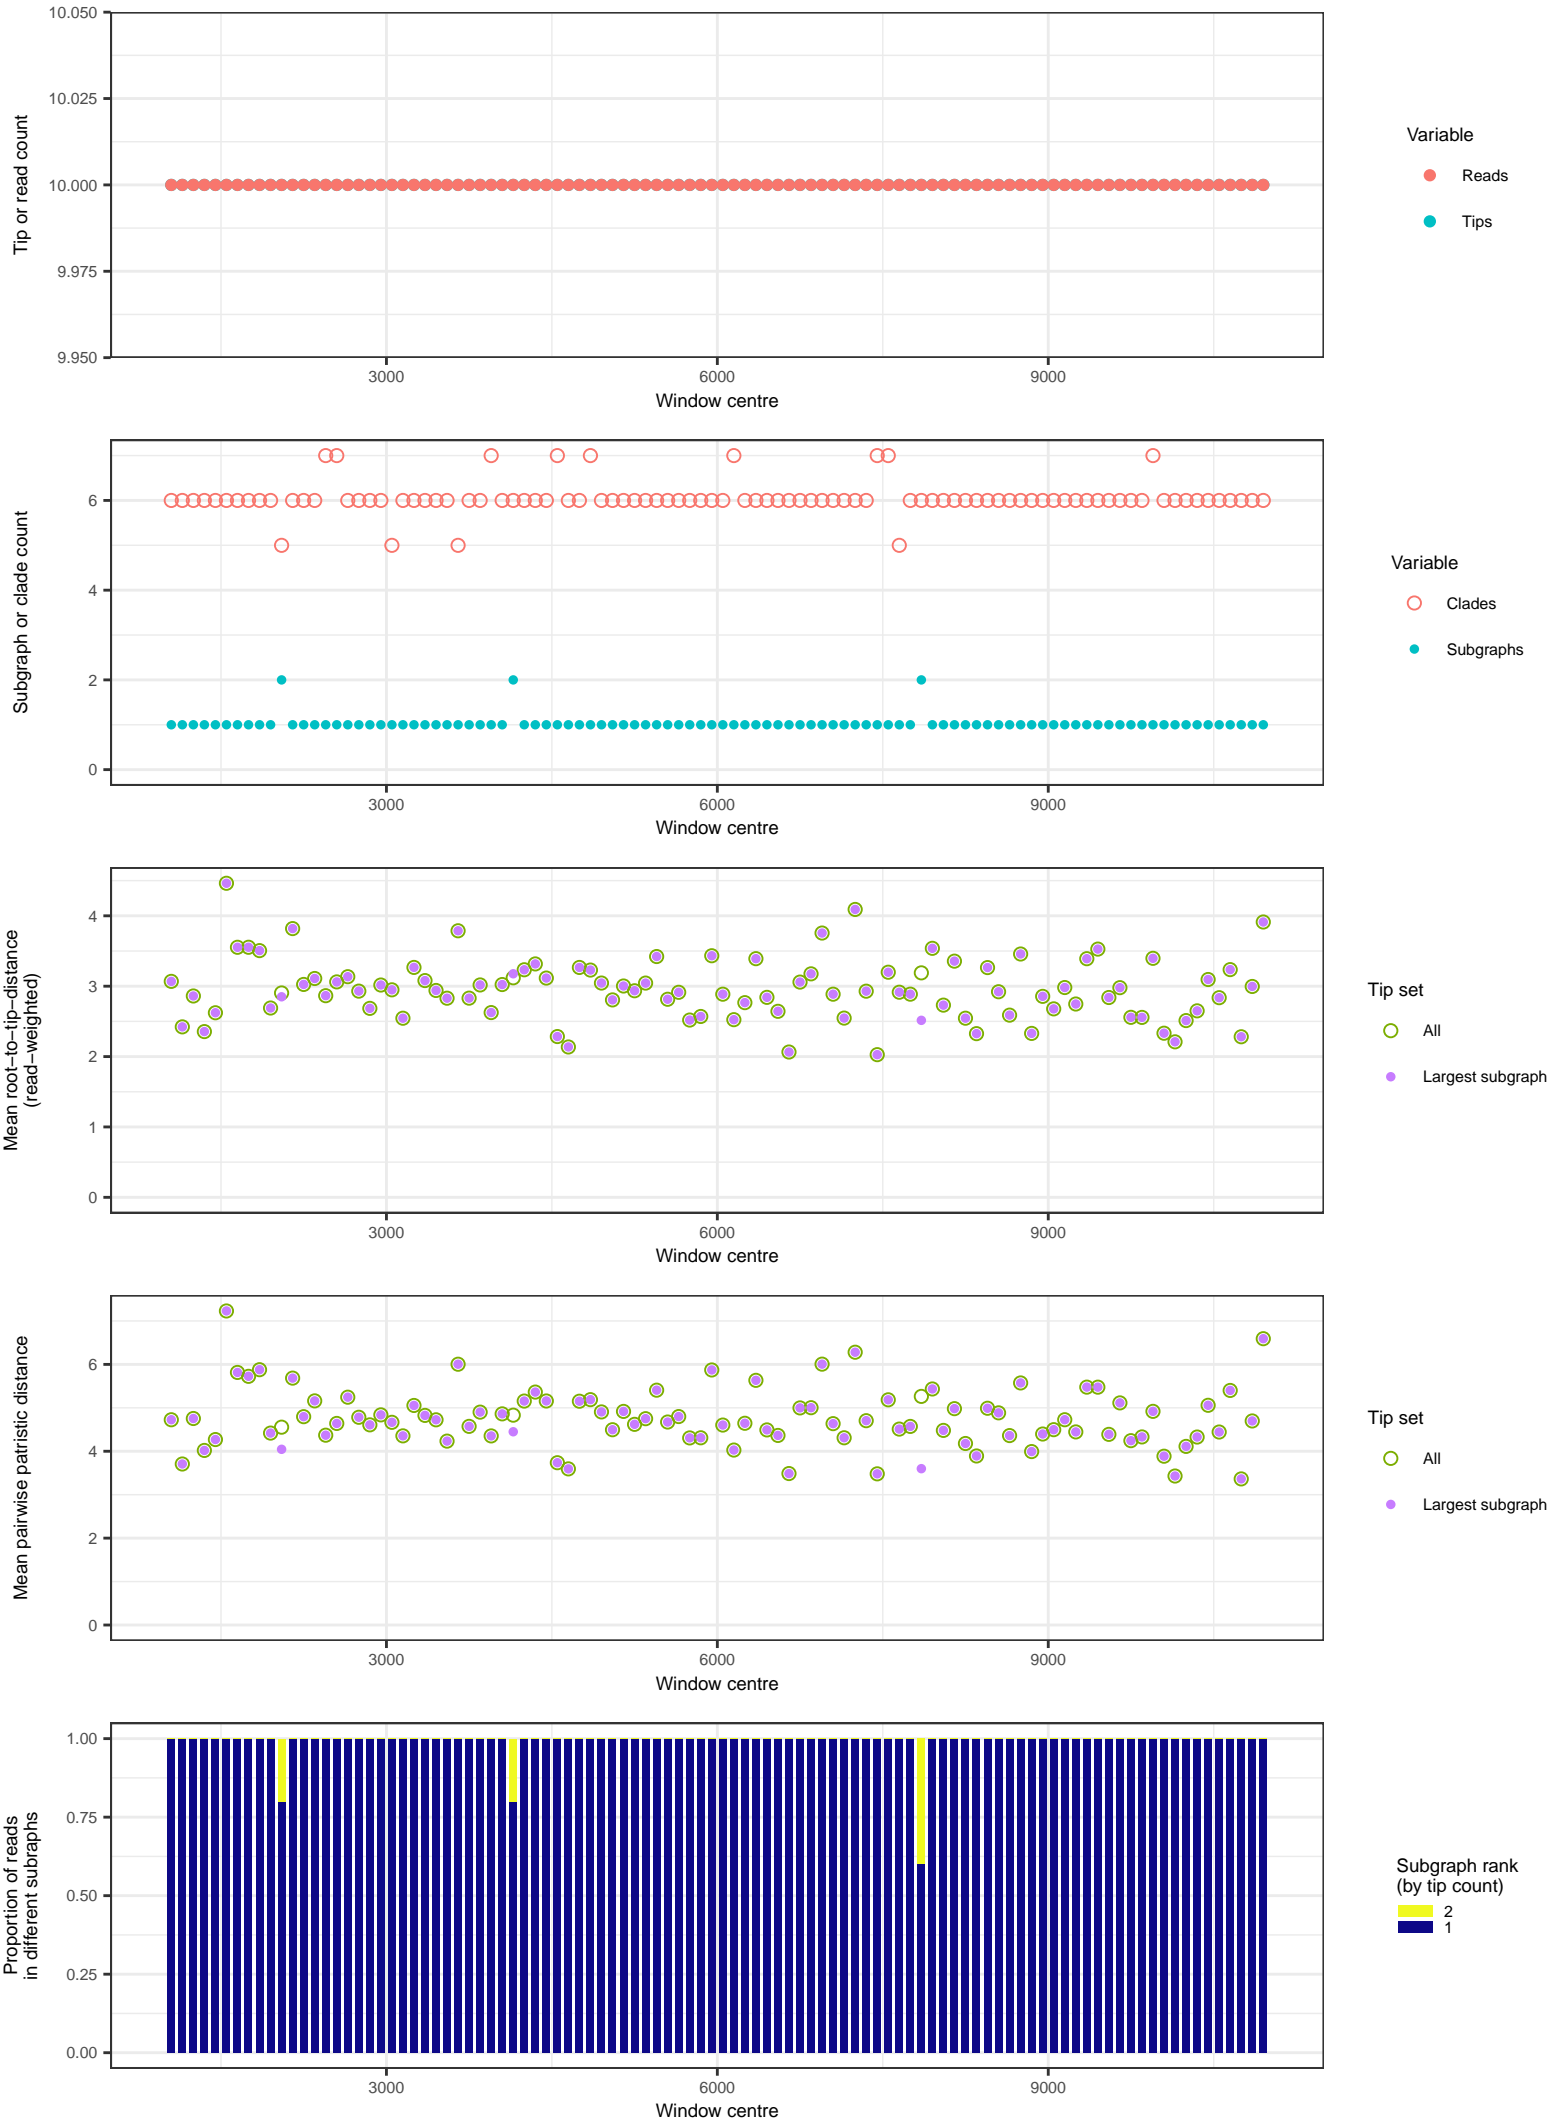 10.050
10.025
10.000
9.975
9.950
Tip or read count
3000 6000 9000
Window centre
Variable
Reads
Tips
6
4
2
0
Subgraph or clade count
3000 6000 9000
Window centre
Variable
Clades
Subgraphs
4
3
2
1
0
Mean root−to−tip−distance
(read−weighted)
3000 6000 9000
Window centre
Tip set
All
Largest subgraph
6
4
2
0
Mean pairwise patristic distance
3000 6000 9000
Window centre
Tip set
All
Largest subgraph
1.00
0.75
0.50
0.25
0.00
Proportion of reads
in different subraphs
3000 6000 9000
Window centre
Subgraph rank
(by tip count)
2
1